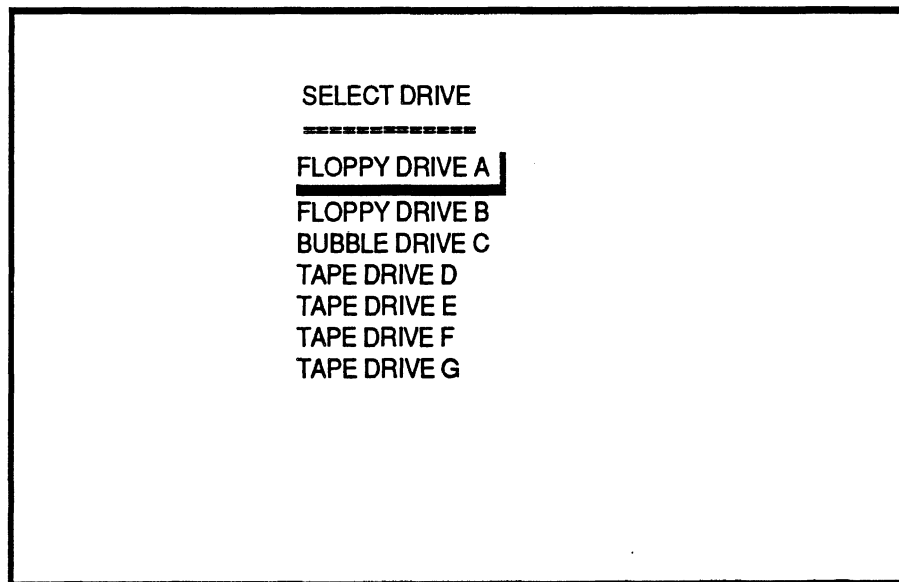 SELECT DRIVE
=============
FLOPPY DRIVE A
FLOPPY DRIVE B
BUBBLE DRIVE C
TAPE DRIVE D
TAPE DRIVE E
TAPE DRIVE F
TAPE DRIVE G